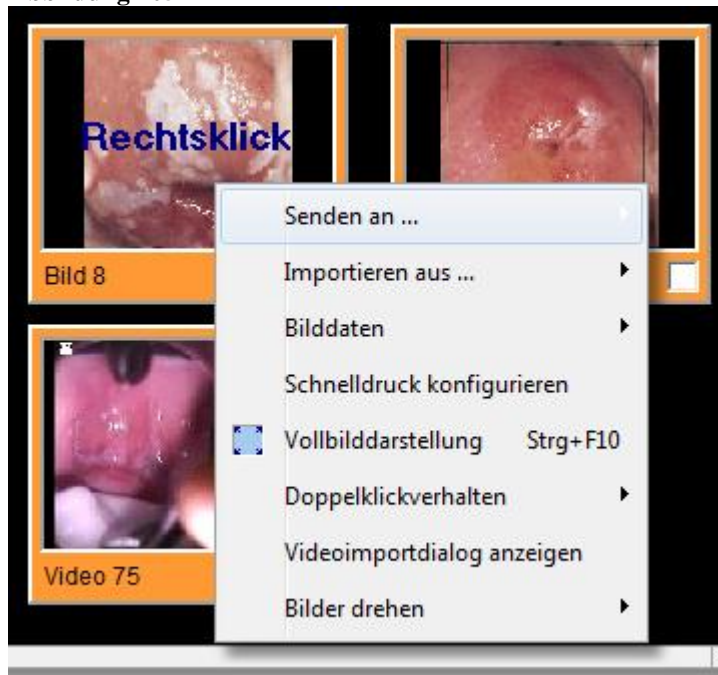 Rechtsklick
Bild 8
Senden an ...
Importieren aus ...
Bilddaten
Schnelldruck konfigurieren
Vollbilddarstellung Strg+F10
Doppelklickverhalten
Videoimportdialog anzeigen
Bilder drehen
Video 75